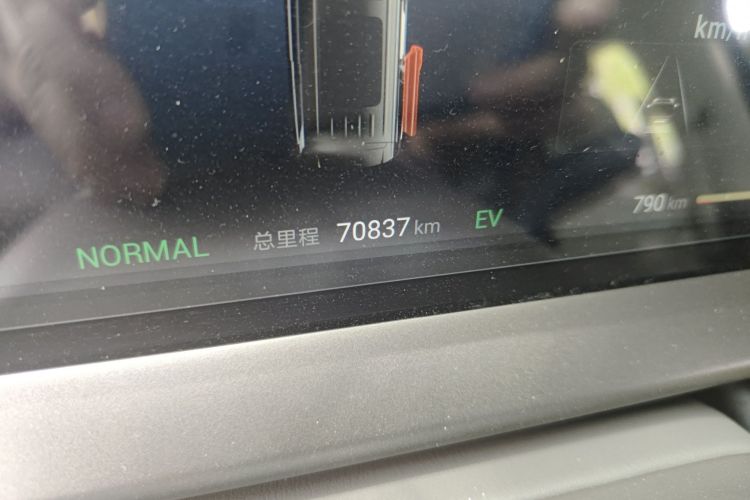 km/h
790 km
NORMAL 总里程 70837 km EV